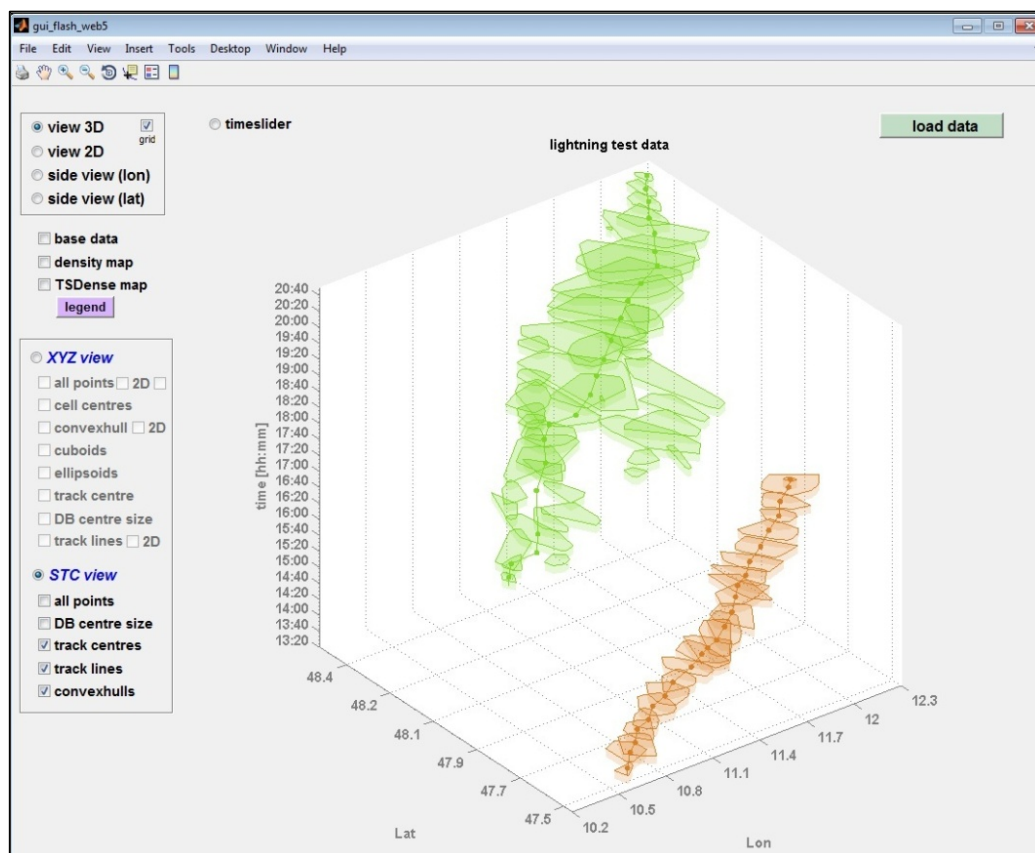 gui_flash_web5
File Edit View Insert Tools Desktop Window Help
view 3D
grid
view 2D
side view (lon)
side view (lat)
timeslider
load data
lightning test data
base data
density map
TSDense map
legend
XYZ view
all points 2D
cell centres
convexhull 2D
cuboids
ellipsoids
track centre
DB centre size
track lines 2D
STC view
all points
DB centre size
track centres
track lines
convexhulls
time [hh:mm]
20:40
20:20
20:00
19:40
19:20
19:00
18:40
18:20
18:00
17:40
17:20
17:00
16:40
16:20
16:00
15:40
15:20
15:00
14:40
14:20
14:00
13:40
13:20
48.4
48.2
48.1
47.9
47.7
47.5
Lat
10.2
10.5
10.8
11.1
11.4
11.7
12
12.3
Lon